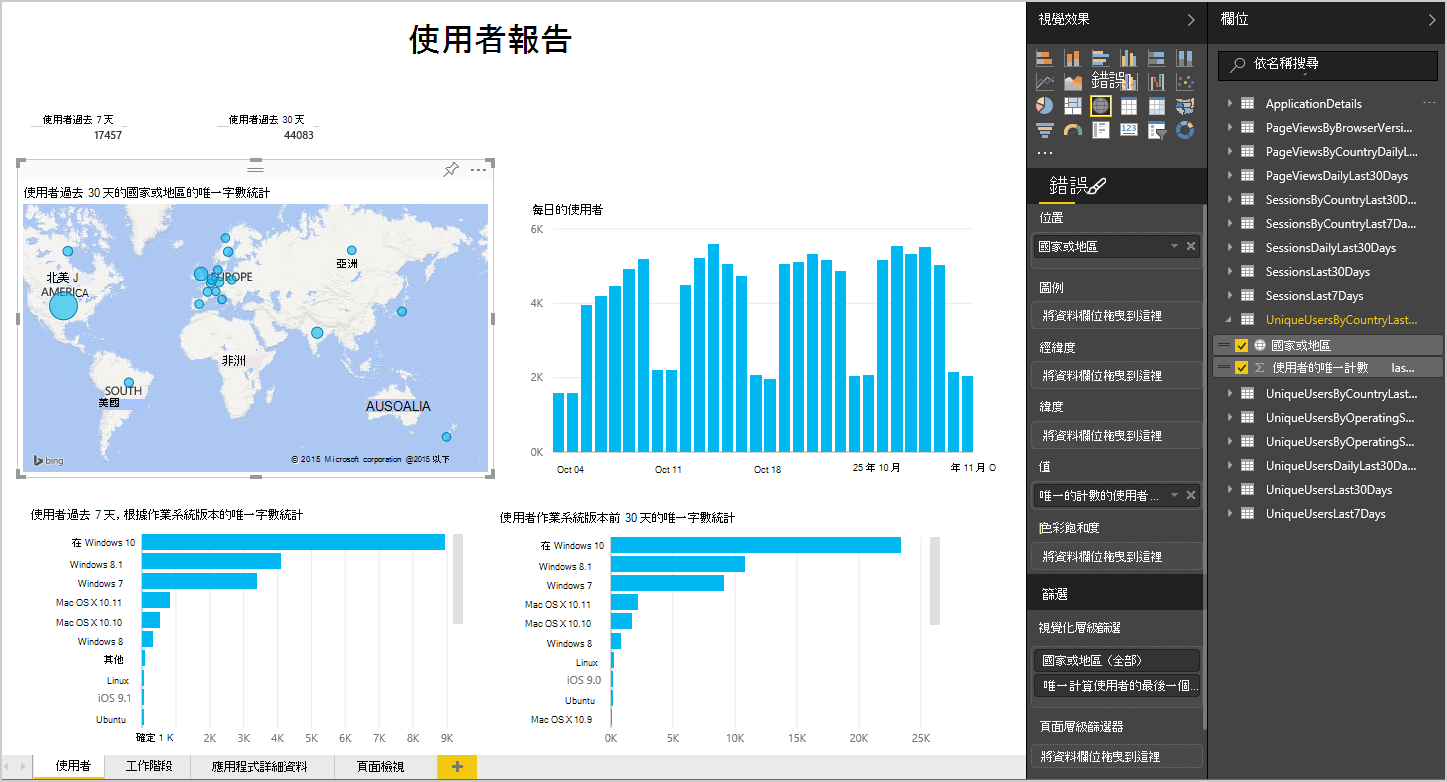 使用者報告
使用者過去 7 天
17457
使用者過去 30 天
44083
使用者過去 30 天的國家或地區的唯一字數統計
北美 J
AMERICA
EUROPE
亞洲
非洲
SOUTH
美國
AUSOALIA
bing
© 2015 Microsoft corporation @2015 以下
每日的使用者
6K
4K
2K
0K
Oct 04
Oct 11
Oct 18
25 年 10 月
年 11 月 O
使用者過去 7 天, 根據作業系統版本的唯一字數統計
在 Windows 10
Windows 8.1
Windows 7
Mac OS X 10.11
Mac OS X 10.10
Windows 8
其他
Linux
iOS 9.1
Ubuntu
確定 1 K
2K
3K
4K
5K
6K
7K
8K
9K
使用者作業系統版本前 30 天的唯一字數統計
在 Windows 10
Windows 8.1
Windows 7
Mac OS X 10.11
Mac OS X 10.10
Windows 8
Linux
iOS 9.0
Ubuntu
Mac OS X 10.9
0K
5K
10K
15K
20K
25K
使用者
工作階段
應用程式詳細資料
頁面檢視
視覺效果
錯誤
123
錯誤
位置
國家或地區
圖例
將資料欄位拖曳到這裡
經緯度
將資料欄位拖曳到這裡
緯度
將資料欄位拖曳到這裡
值
唯一的計數的使用者 ...
色彩飽和度
將資料欄位拖曳到這裡
篩選
視覺化層級篩選
國家或地區 (全部)
唯一計算使用者的最後一個...
頁面層級篩選器
將資料欄位拖曳到這裡
欄位
依名稱搜尋
ApplicationDetails
PageViewsByBrowserVersi...
PageViewsByCountryDailyL...
PageViewsDailyLast30Days
SessionsByCountryLast30D...
SessionsByCountryLast7Da...
SessionsDailyLast30Days
SessionsLast30Days
SessionsLast7Days
UniqueUsersByCountryLast...
國家或地區
使用者的唯一計數 las...
UniqueUsersByCountryLast...
UniqueUsersByOperatingS...
UniqueUsersByOperatingS...
UniqueUsersDailyLast30Da...
UniqueUsersLast30Days
UniqueUsersLast7Days